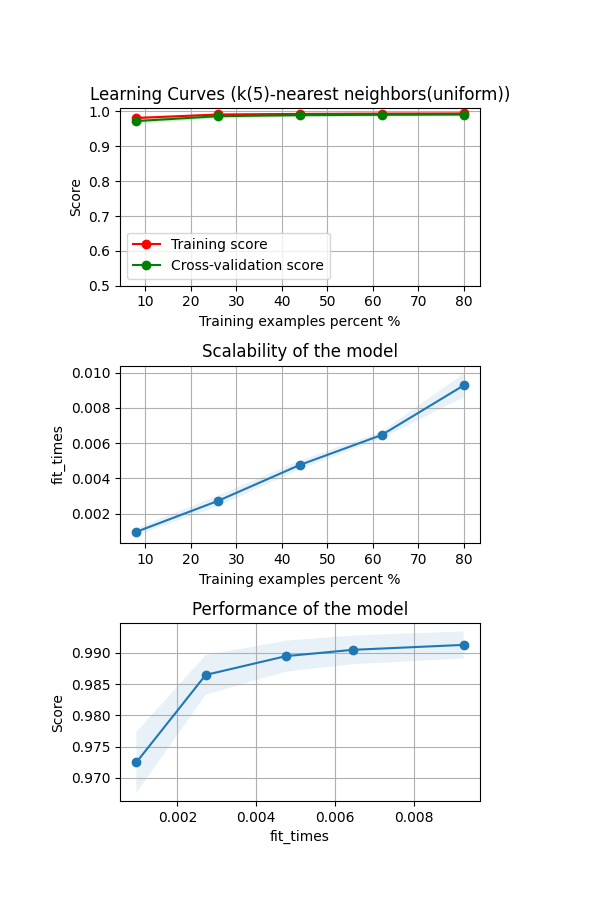 Learning Curves (k(5)-nearest neighbors(uniform))
1.0
0.9
0.8
0.7
0.6
0.5
Score
Training score
Cross-validation score
10 20 30 40 50 60 70 80
Training examples percent %
Scalability of the model
0.010
0.008
0.006
0.004
0.002
fit_times
10 20 30 40 50 60 70 80
Training examples percent %
Performance of the model
0.990
0.985
0.980
0.975
0.970
Score
0.002 0.004 0.006 0.008
fit_times